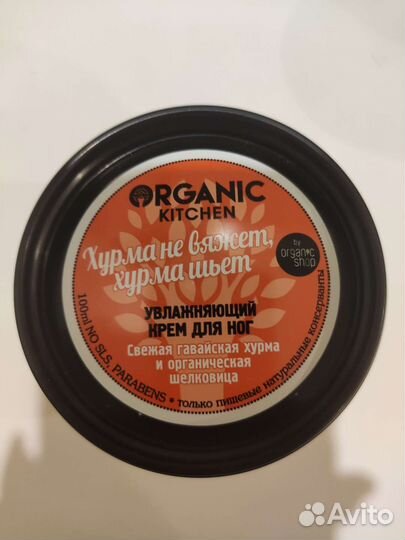 ORGANIC
KITCHEN
Хурма не вяжет,
хурма шьет
by
organic
shop
УВЛАЖНЯЮЩИЙ
КРЕМ ДЛЯ НОГ
Свежая гавайская хурма
и органическая
шелковица
100ml NO SLS, PARABENS * только пищевые натуральные консерванты
Avito